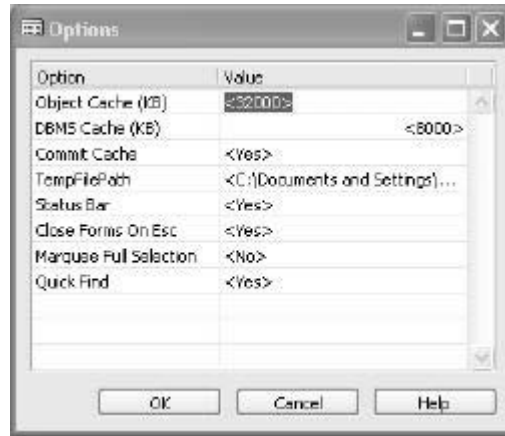 Options
Option Value
Object Cache (KB) <32000>
DBMS Cache (KB) <8000>
Commit Cache <Yes>
TempFilePath <C:\Documents and Settings\...
Status Bar <Yes>
Close Forms On Esc <Yes>
Marquee Full Selection <No>
Quick Find <Yes>
OK Cancel Help